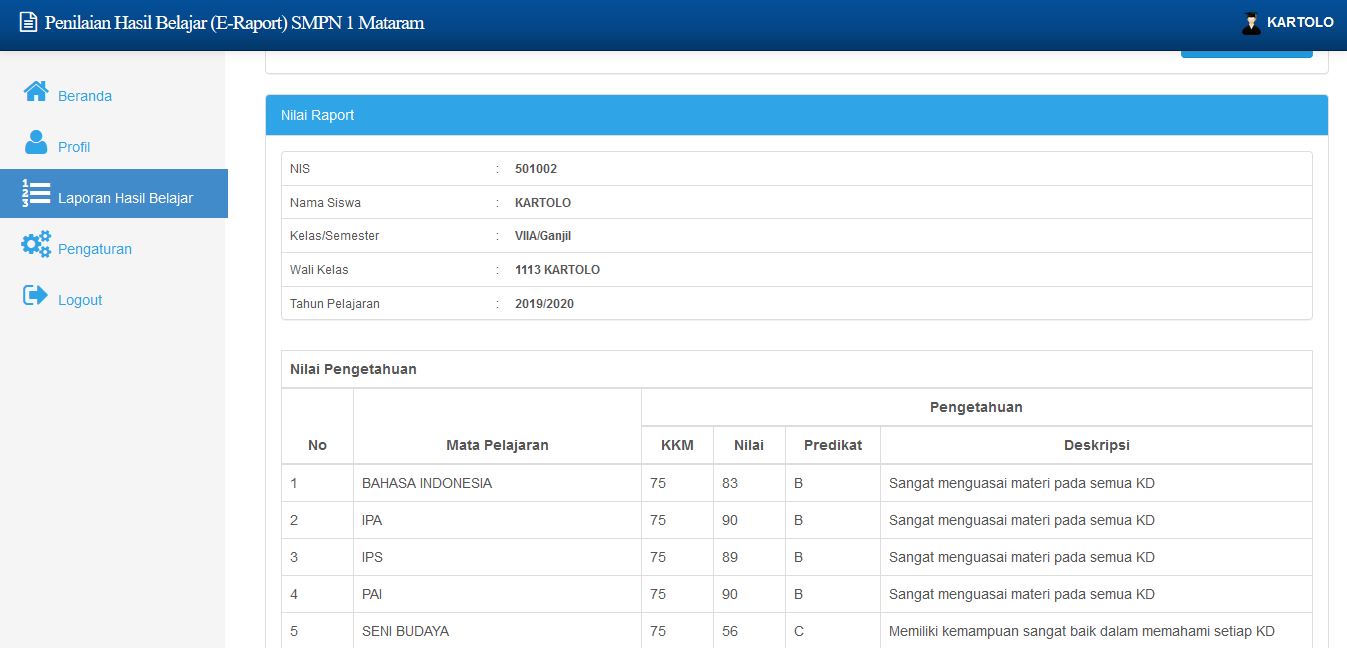 Penilaian Hasil Belajar (E-Raport) SMPN 1 Mataram
KARTOLO
Beranda
Profil
Laporan Hasil Belajar
Pengaturan
Logout
Nilai Raport
NIS : 501002
Nama Siswa : KARTOLO
Kelas/Semester : VIIA/Ganjil
Wali Kelas : 1113 KARTOLO
Tahun Pelajaran : 2019/2020
Nilai Pengetahuan
Pengetahuan
No Mata Pelajaran KKM Nilai Predikat Deskripsi
1 BAHASA INDONESIA 75 83 B Sangat menguasai materi pada semua KD
2 IPA 75 90 B Sangat menguasai materi pada semua KD
3 IPS 75 89 B Sangat menguasai materi pada semua KD
4 PAI 75 90 B Sangat menguasai materi pada semua KD
5 SENI BUDAYA 75 56 C Memiliki kemampuan sangat baik dalam memahami setiap KD